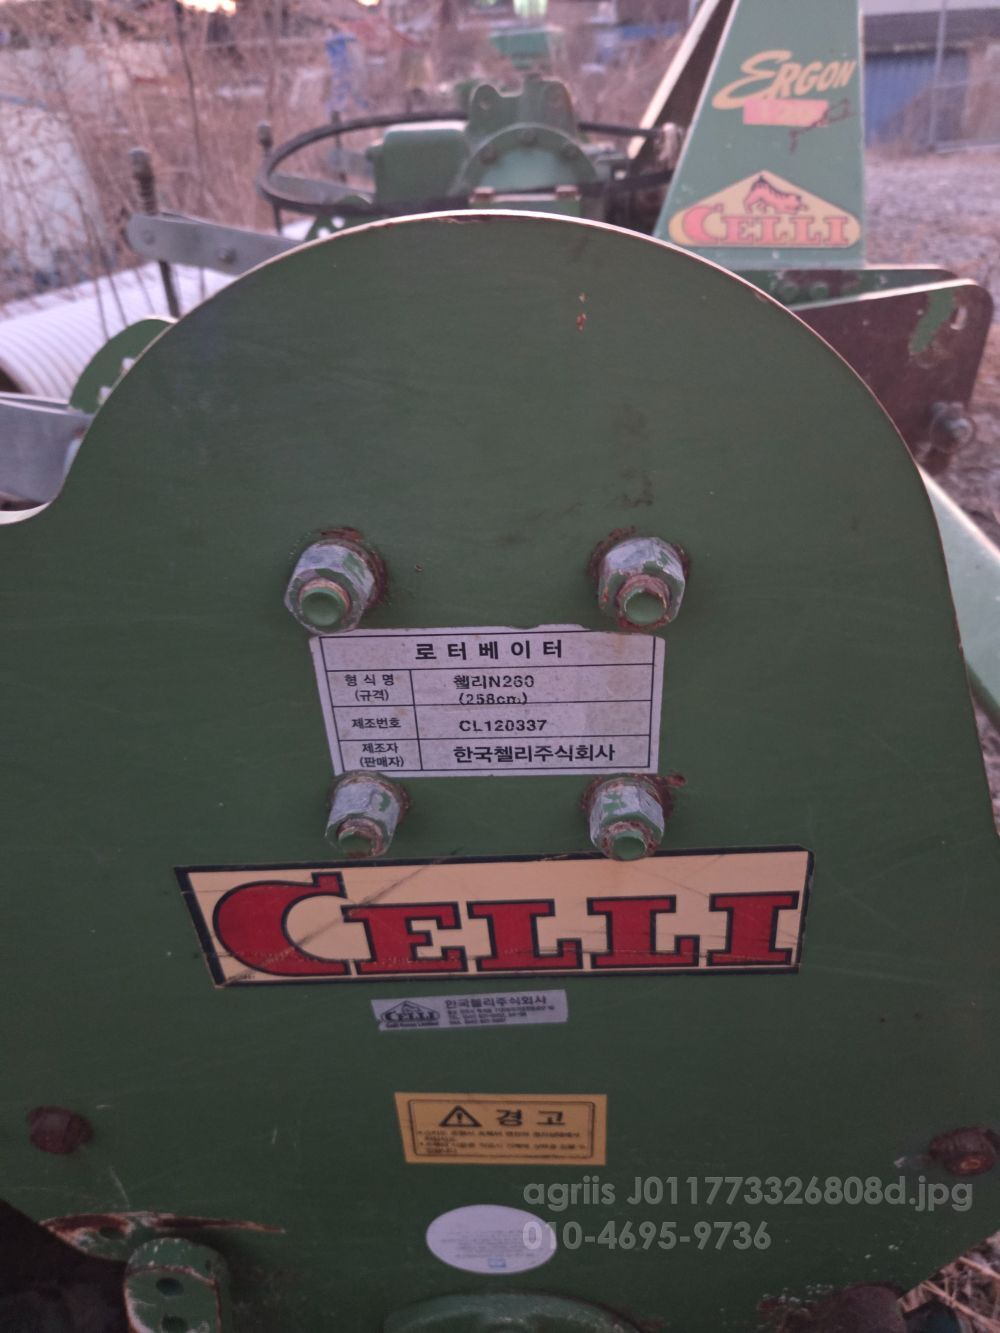 ERGON
CELLI
로터베이터
형식명
(규격)
첼리N260
(258cm)
제조번호
CL120337
제조자
(판매자)
한국첼리주식회사
CELLI
CELLI
한국첼리주식회사
경고
agriis J011773326808d.jpg
010-4695-9736